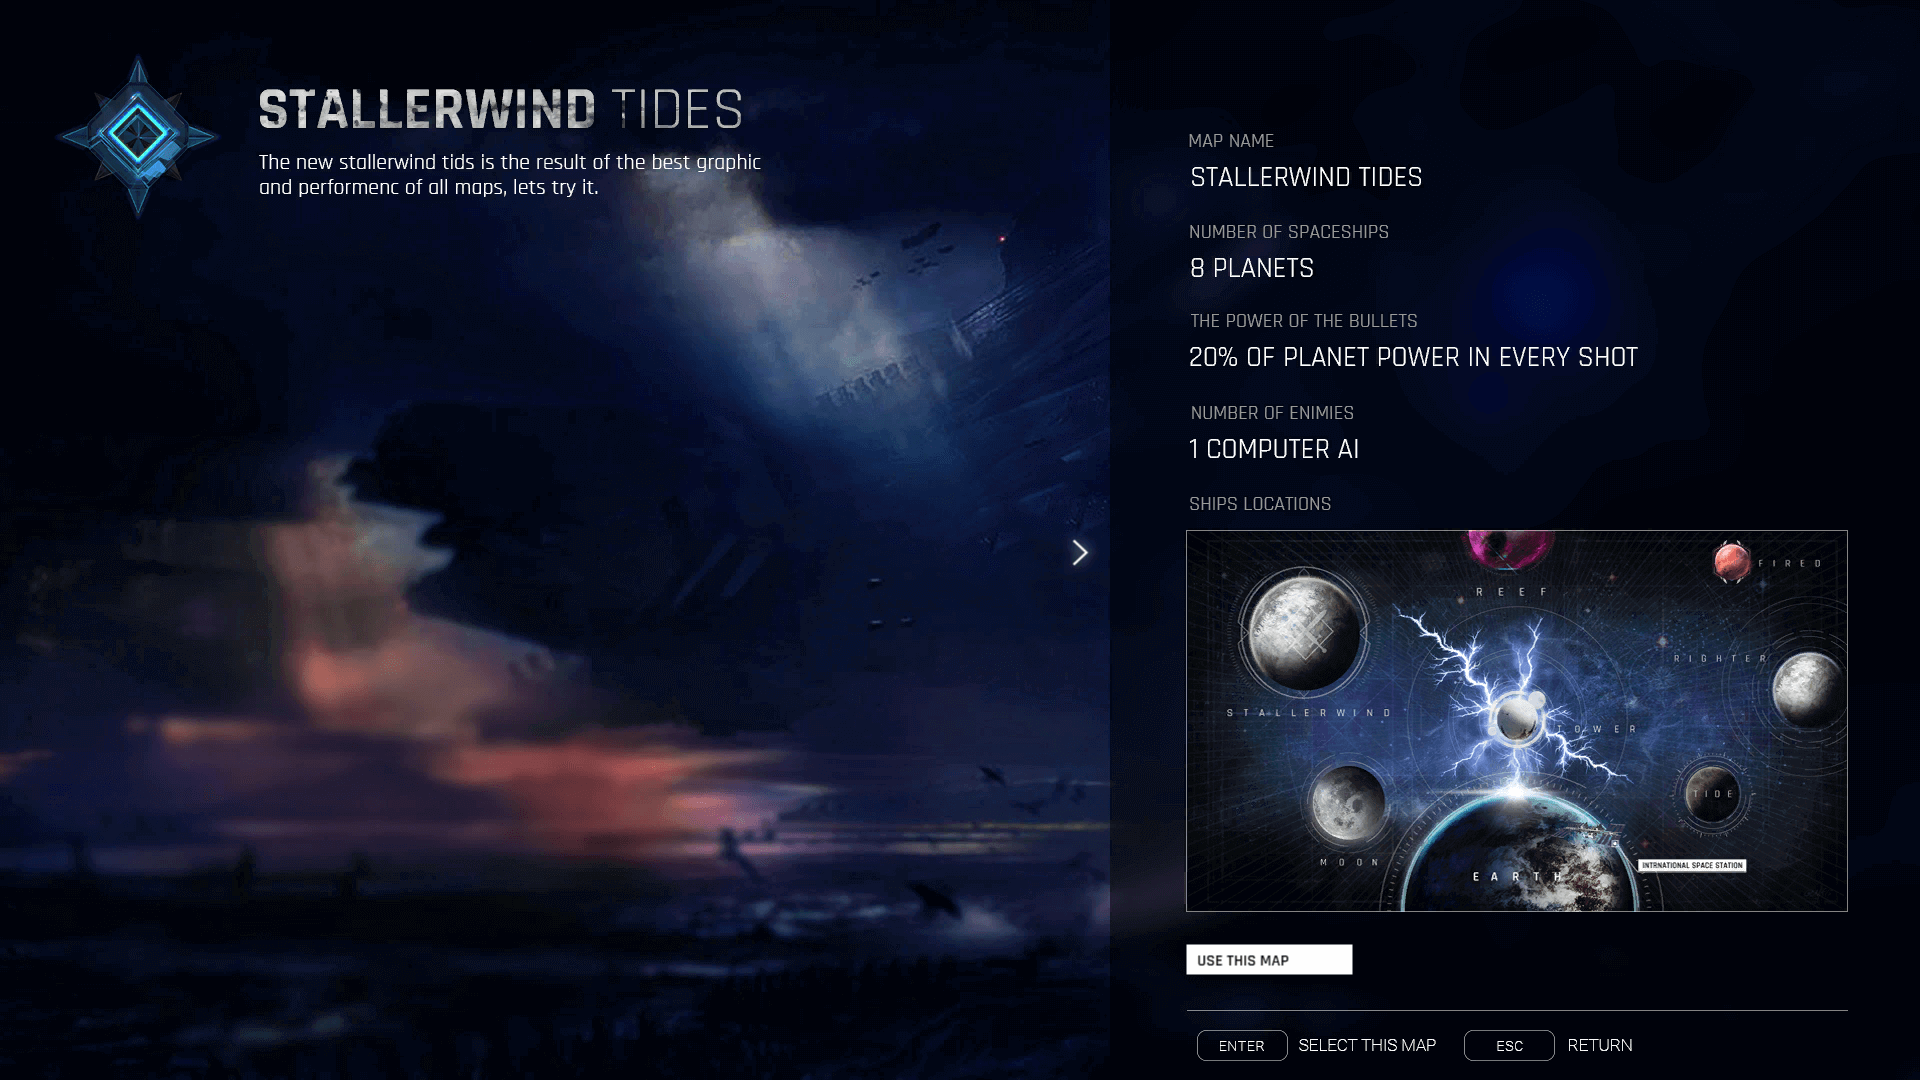 STALLERWIND TIDES
The new stallerwind tids is the result of the best graphic
and performenc of all maps, lets try it.
MAP NAME
STALLERWIND TIDES
NUMBER OF SPACESHIPS
8 PLANETS
THE POWER OF THE BULLETS
20% OF PLANET POWER IN EVERY SHOT
NUMBER OF ENIMIES
1 COMPUTER AI
SHIPS LOCATIONS
FIRED
REEF
RIGHTER
STALLERWIND
TOWER
TIDE
MOON
INTRNATIONAL SPACE STATION
EARTH
USE THIS MAP
ENTER SELECT THIS MAP ESC RETURN